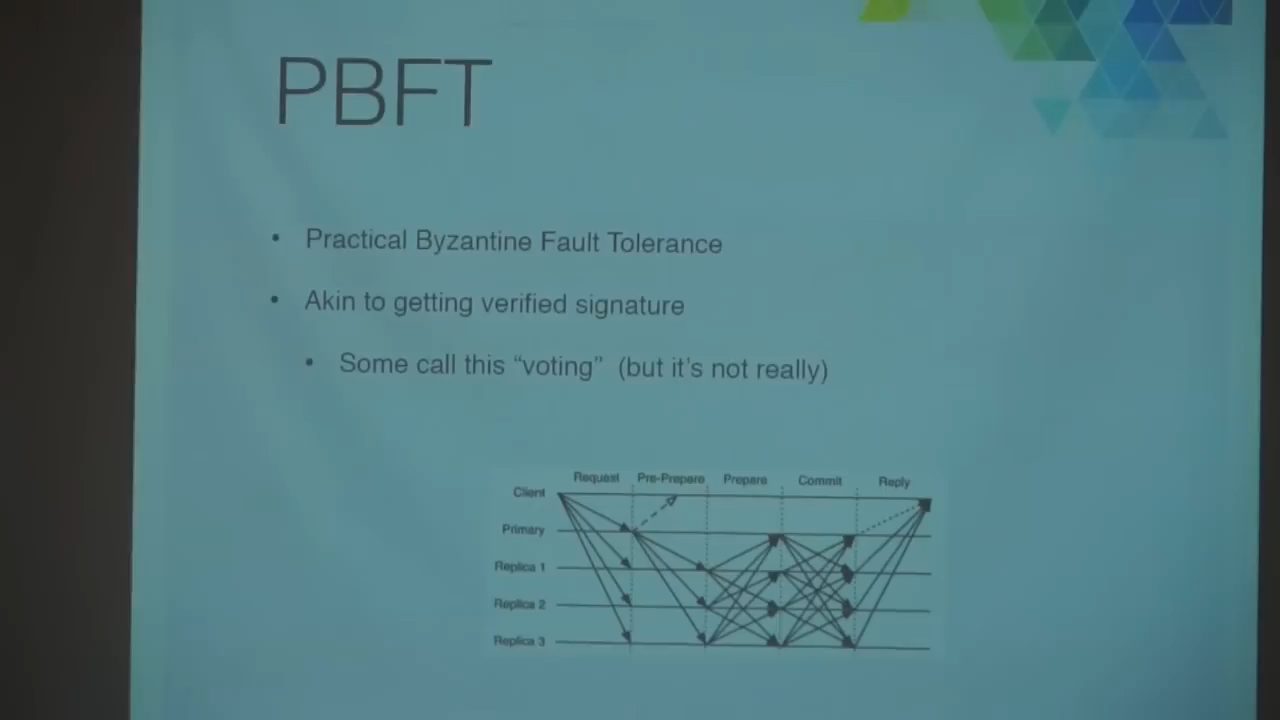 PBFT
• Practical Byzantine Fault Tolerance
• Akin to getting verified signature
• Some call this “voting” (but it’s not really)
Request Pre-Prepare Prepare Commit Reply
Client
Primary
Replica 1
Replica 2
Replica 3